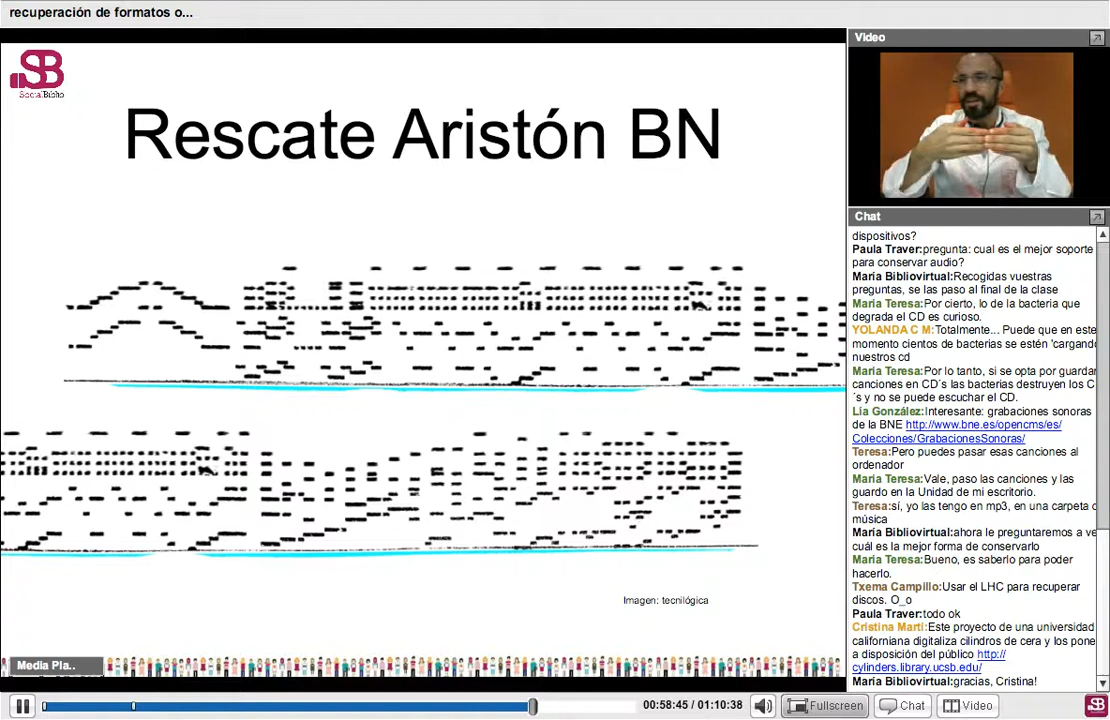 recuperación de formatos o...
SB
SocialBiblio
Rescate Aristón BN
Imagen: tecnilógica
Media Pla..
Video
Chat
dispositivos?
Paula Traver:pregunta: cual es el mejor soporte
para conservar audio?
María Bibliovirtual:Recogidas vuestras
preguntas, se las paso al final de la clase
Maria Teresa:Por cierto, lo de la bacteria que
degrada el CD es curioso.
YOLANDA C M:Totalmente... Puede que en este
momento cientos de bacterias se estén 'cargando
nuestros cd
Maria Teresa:Por lo tanto, si se opta por guardar
canciones en CD´s las bacterias destruyen los C
´s y no se puede escuchar el CD.
Lia González:Interesante: grabaciones sonoras
de la BNE http://www.bne.es/opencms/es/
Colecciones/GrabacionesSonoras/
Teresa:Pero puedes pasar esas canciones al
ordenador
Maria Teresa:Vale, paso las canciones y las
guardo en la Unidad de mi escritorio.
Teresa:sí, yo las tengo en mp3, en una carpeta d
música
María Bibliovirtual:ahora le preguntaremos a ve
cuál es la mejor forma de conservarlo
Maria Teresa:Bueno, es saberlo para poder
hacerlo.
Txema Campillo:Usar el LHC para recuperar
discos. O_o
Paula Traver:todo ok
Cristina Martí:Este proyecto de una universidad
californiana digitaliza cilindros de cera y los pone
a disposición del público http://
cylinders.library.ucsb.edu/
María Bibliovirtual:gracias, Cristina!
00:58:45 / 01:10:38
Fullscreen
Chat
Video
SB